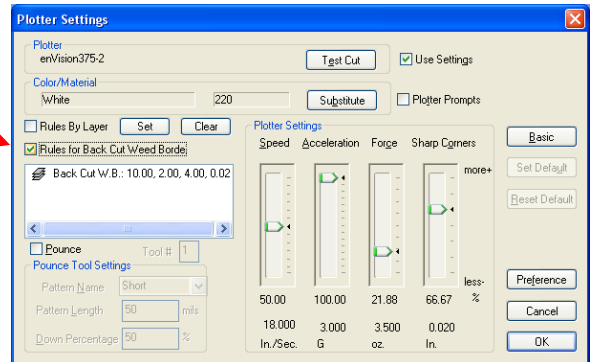 Plotter Settings
Plotter
enVision375-2
Test Cut
Use Settings
Color/Material
White 220
Substitute
Plotter Prompts
Rules By Layer Set Clear
Rules for Back Cut Weed Borde
Back Cut W.B.: 10.00, 2.00, 4.00, 0.02
Pounce Tool # 1
Pounce Tool Settings
Pattern Name Short
Pattern Length 50 mils
Down Percentage 50 %
Plotter Settings
Speed Acceleration Force Sharp Corners
more+
less-
50.00 100.00 21.88 66.67 %
18.000 3.000 3.500 0.020
In./Sec. G oz. In.
Basic
Set Default
Reset Default
Preference
Cancel
OK